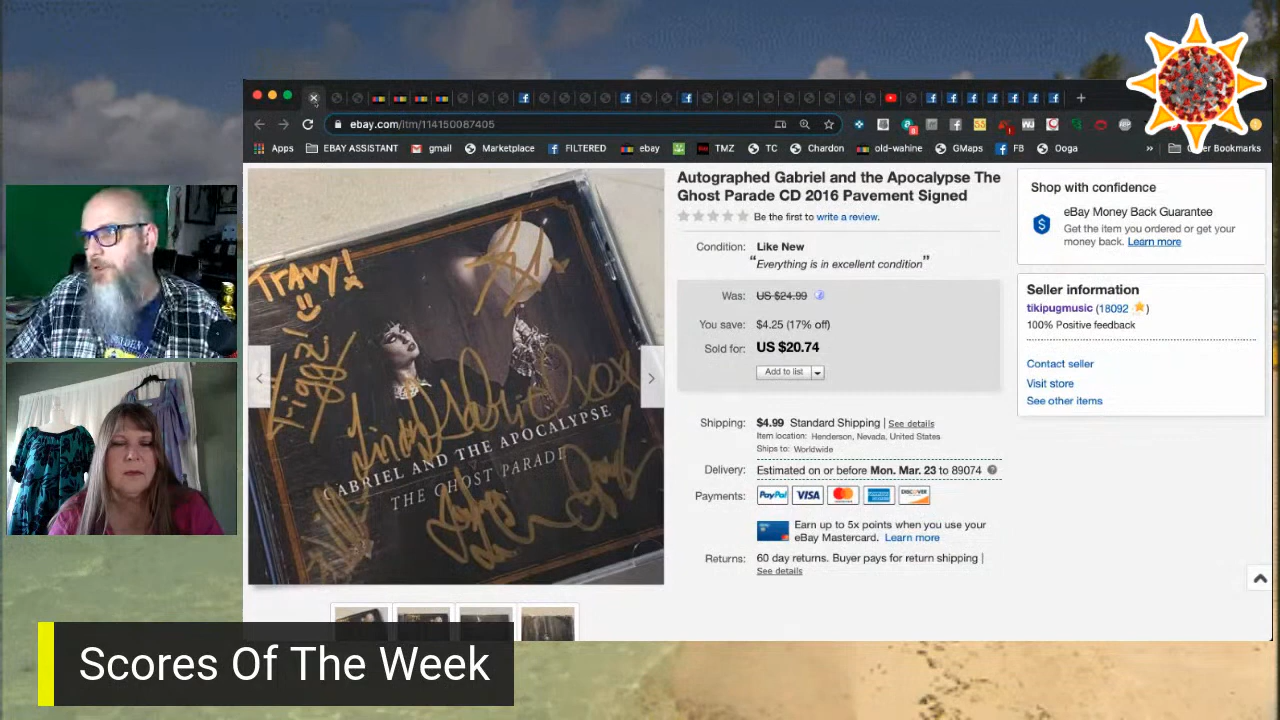 ebay.com/itm/114150087405
Apps EBAY ASSISTANT gmail Marketplace FILTERED ebay TMZ TC Chardon old-wahine GMaps FB Ooga » Bookmarks
Autographed Gabriel and the Apocalypse The
Ghost Parade CD 2016 Pavement Signed
Be the first to write a review.
Condition: Like New
“Everything is in excellent condition”
Was: US $24.99
You save: $4.25 (17% off)
Sold for: US $20.74
Add to list
Shipping: $4.99 Standard Shipping | See details
Item location: Henderson, Nevada, United States
Ships to: Worldwide
Delivery: Estimated on or before Mon. Mar. 23 to 89074
Payments: PayPal VISA MasterCard DISCOVER
Earn up to 5x points when you use your
eBay Mastercard. Learn more
Returns: 60 day returns. Buyer pays for return shipping |
See details
Shop with confidence
eBay Money Back Guarantee
Get the item you ordered or get your
money back. Learn more
Seller information
tikipugmusic (18092)
100% Positive feedback
Contact seller
Visit store
See other items
TRAVY!
GABRIEL AND THE APOCALYPSE
THE GHOST PARADE
Scores Of The Week